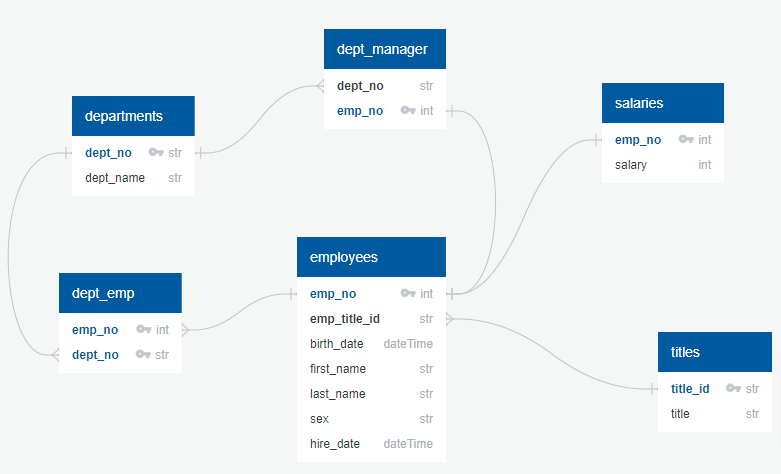 dept_manager
dept_no str
emp_no int
departments
dept_no str
dept_name str
salaries
emp_no int
salary int
employees
emp_no int
emp_title_id str
birth_date dateTime
first_name str
last_name str
sex str
hire_date dateTime
dept_emp
emp_no int
dept_no str
titles
title_id str
title str